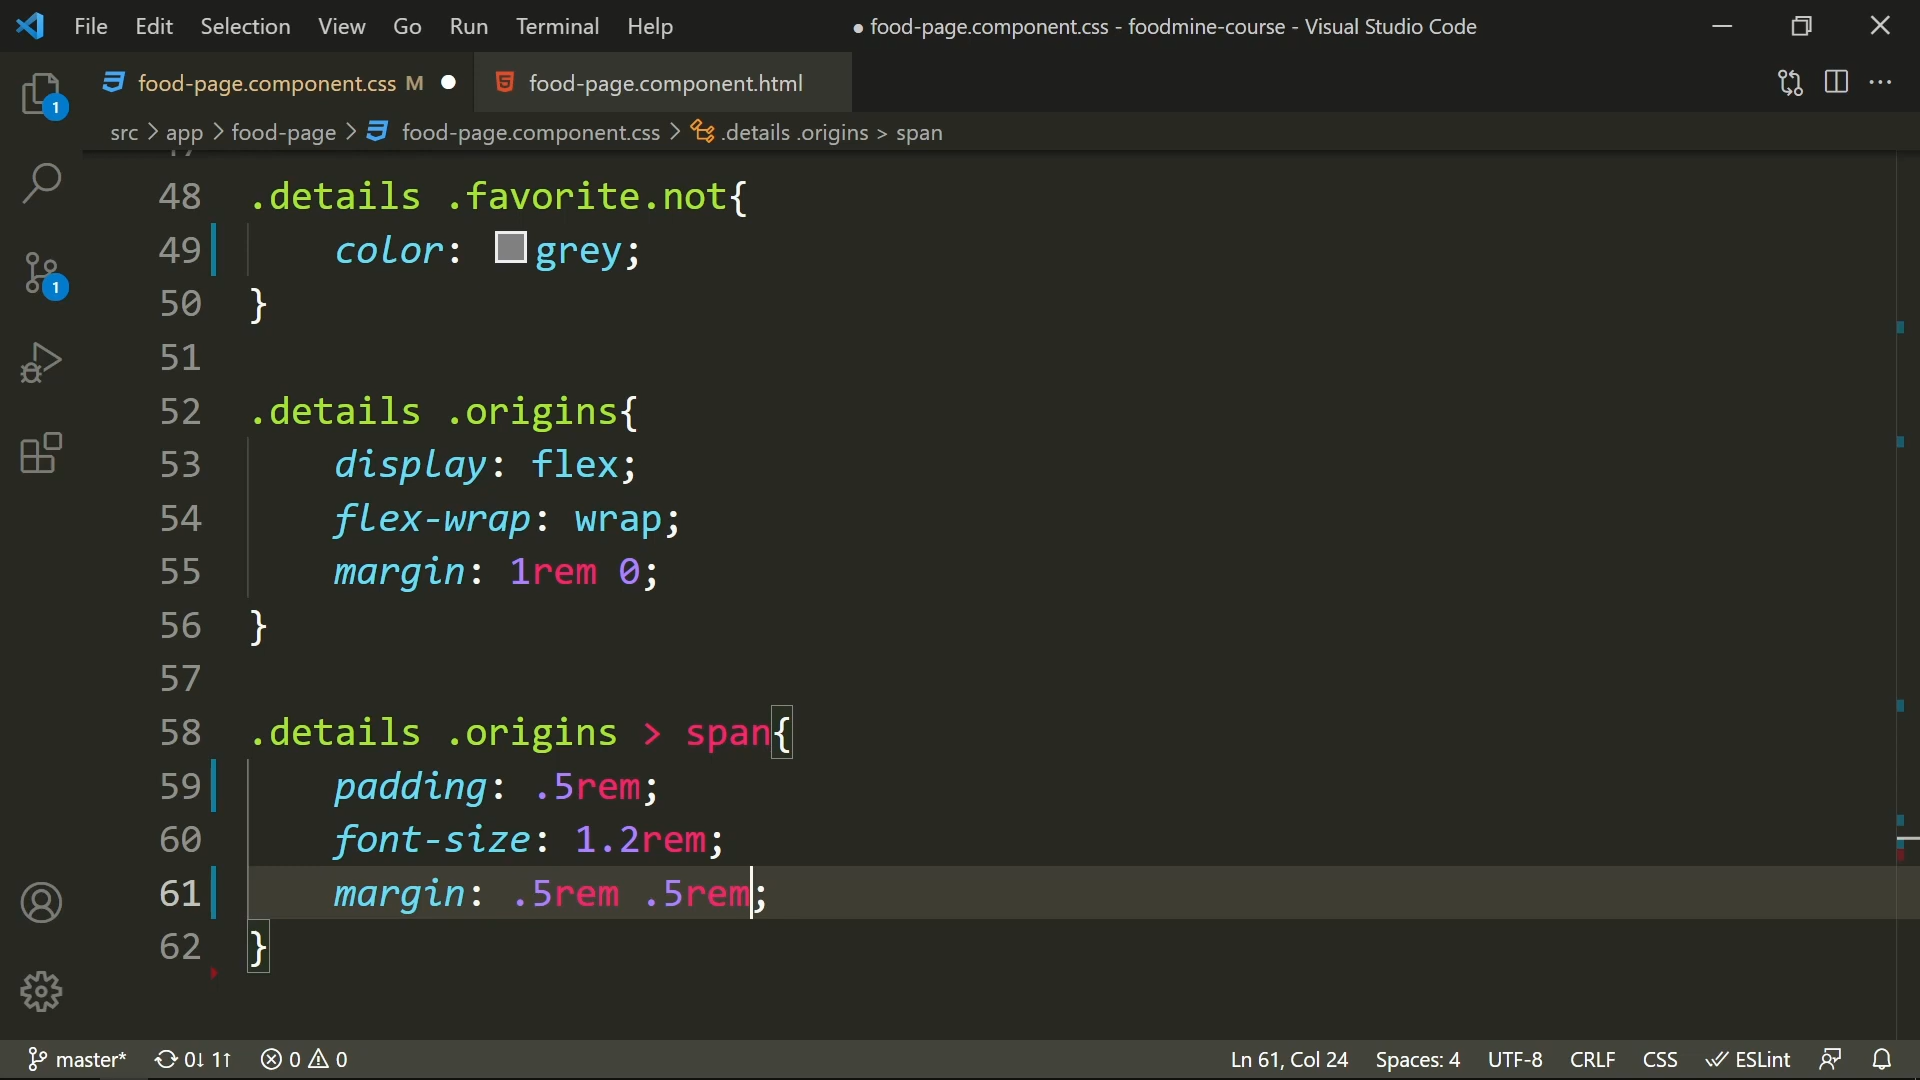 File Edit Selection View Go Run Terminal Help ● food-page.component.css - foodmine-course - Visual Studio Code
food-page.component.css M ● food-page.component.html
src > app > food-page > food-page.component.css > .details .origins > span
48 .details .favorite.not{
49 color: grey;
50 }
51
52 .details .origins{
53 display: flex;
54 flex-wrap: wrap;
55 margin: 1rem 0;
56 }
57
58 .details .origins > span{
59 padding: .5rem;
60 font-size: 1.2rem;
61 margin: .5rem .5rem;
62 }
1
1
master* 0↓ 1↑ 0 0 Ln 61, Col 24 Spaces: 4 UTF-8 CRLF CSS ESLint